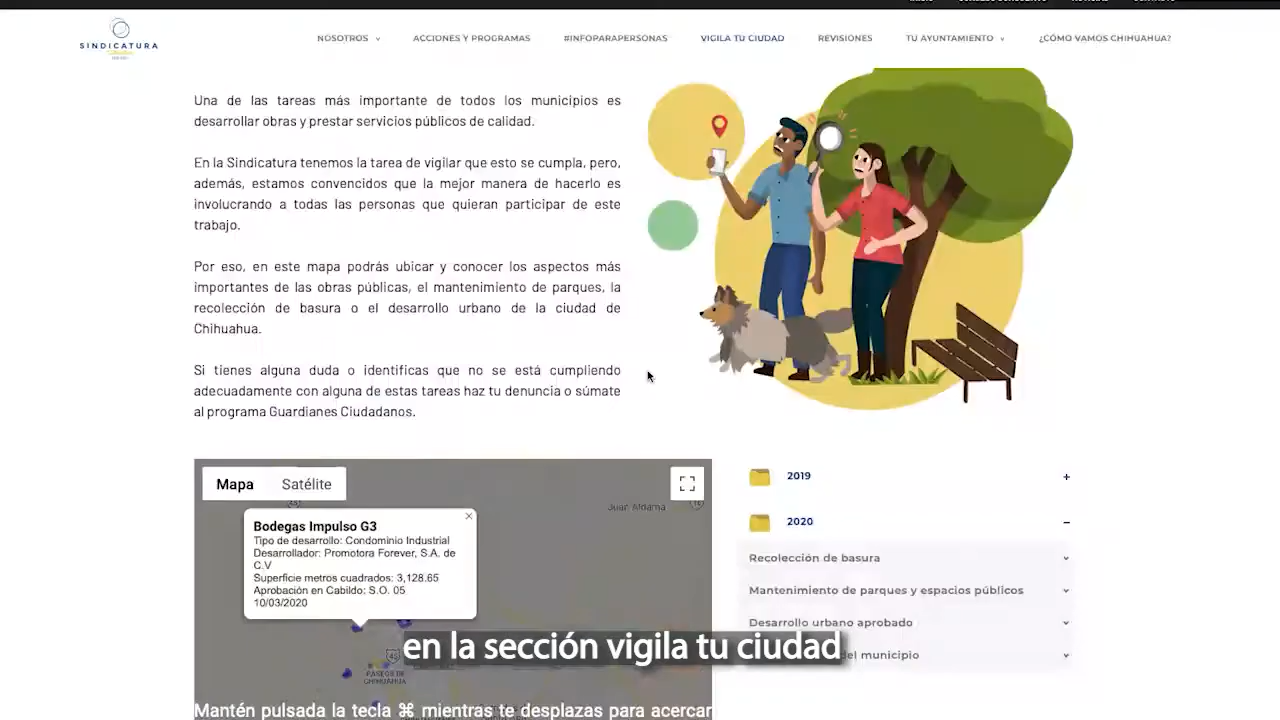 SINDICATURA
NOSOTROS
ACCIONES Y PROGRAMAS
#INFOPARAPERSONAS
VIGILA TU CIUDAD
REVISIONES
TU AYUNTAMIENTO
¿CÓMO VAMOS CHIHUAHUA?
Una de las tareas más importante de todos los municipios es
desarrollar obras y prestar servicios públicos de calidad.
En la Sindicatura tenemos la tarea de vigilar que esto se cumpla, pero,
además, estamos convencidos que la mejor manera de hacerlo es
involucrando a todas las personas que quieran participar de este
trabajo.
Por eso, en este mapa podrás ubicar y conocer los aspectos más
importantes de las obras públicas, el mantenimiento de parques, la
recolección de basura o el desarrollo urbano de la ciudad de
Chihuahua.
Si tienes alguna duda o identificas que no se está cumpliendo
adecuadamente con alguna de estas tareas haz tu denuncia o súmate
al programa Guardianes Ciudadanos.
Mapa
Satélite
Juan Aldama
Bodegas Impulso G3
Tipo de desarrollo: Condominio Industrial
Desarrollador: Promotora Forever, S.A. de
C.V
Superficie metros cuadrados: 3,128.65
Aprobación en Cabildo: S.O. 05
10/03/2020
45
PASEOS DE
CHIHUAHUA
Mantén pulsada la tecla ⌘ mientras te desplazas para acercar
2019
2020
Recolección de basura
Mantenimiento de parques y espacios públicos
Desarrollo urbano aprobado
del municipio
en la sección vigila tu ciudad